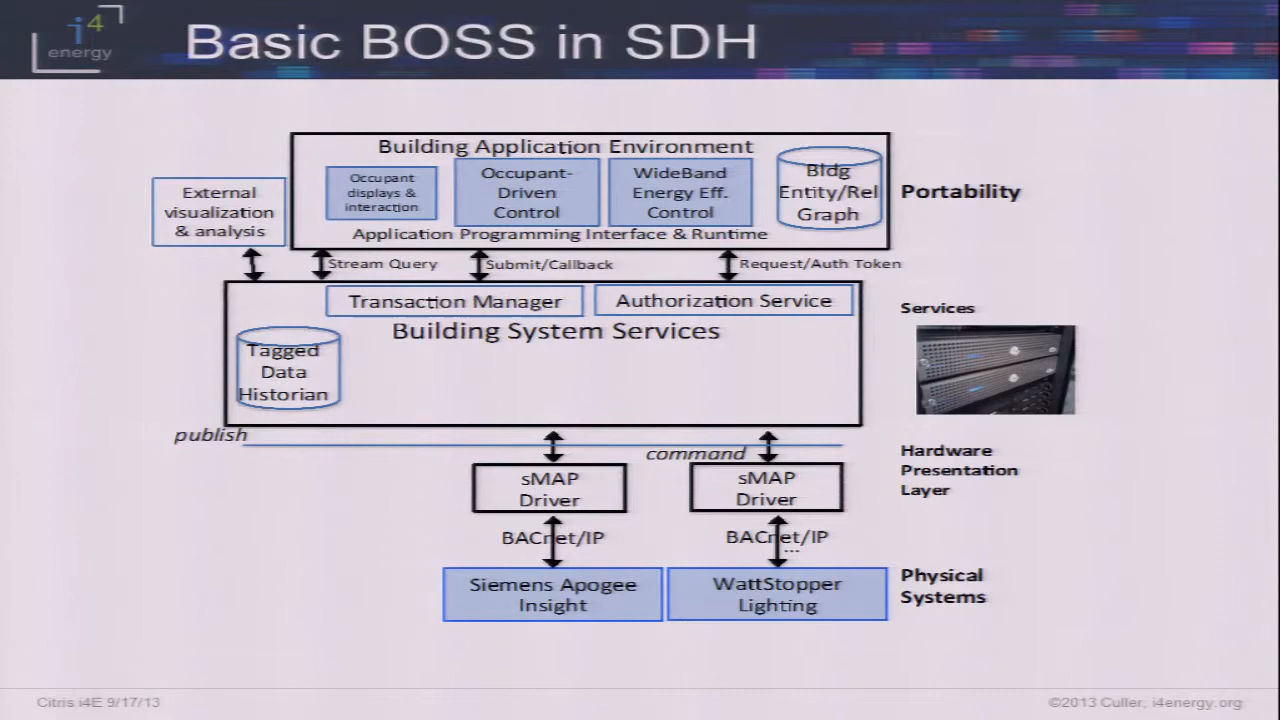 i4
energy
Basic BOSS in SDH
Building Application Environment
External
visualization
& analysis
Occupant
displays &
interaction
Occupant-
Driven
Control
WideBand
Energy Eff.
Control
Bldg
Entity/Rel
Graph
Portability
Application Programming Interface & Runtime
Stream Query
Submit/Callback
Request/Auth Token
Transaction Manager
Authorization Service
Services
Building System Services
Tagged
Data
Historian
publish
command
Hardware
Presentation
Layer
sMAP
Driver
sMAP
Driver
BACnet/IP
BACnet/IP
...
Siemens Apogee
Insight
WattStopper
Lighting
Physical
Systems
Citris i4E 9/17/13
©2013 Culler, i4energy.org